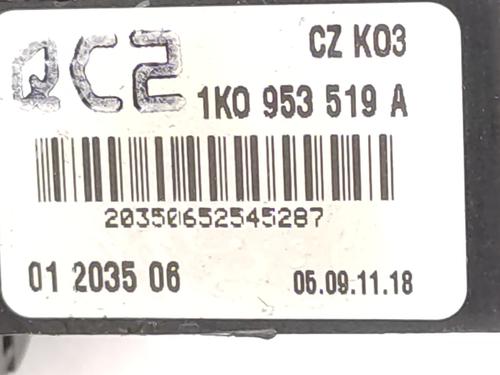 QC2
CZ K03
1K0 953 519 A
20350652545287
01 2035 06
05.09.11.18